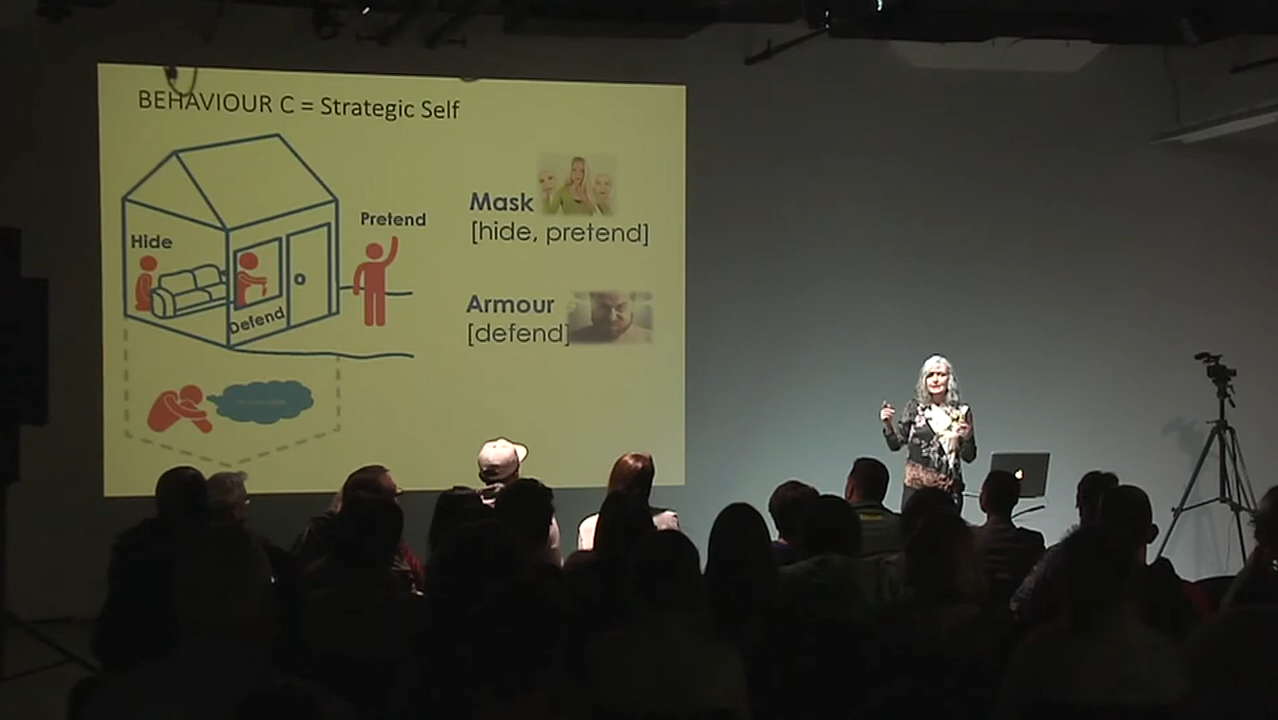 BEHAVIOUR C = Strategic Self
Hide
Defend
Pretend
Mask
[hide, pretend]
Armour
[defend]